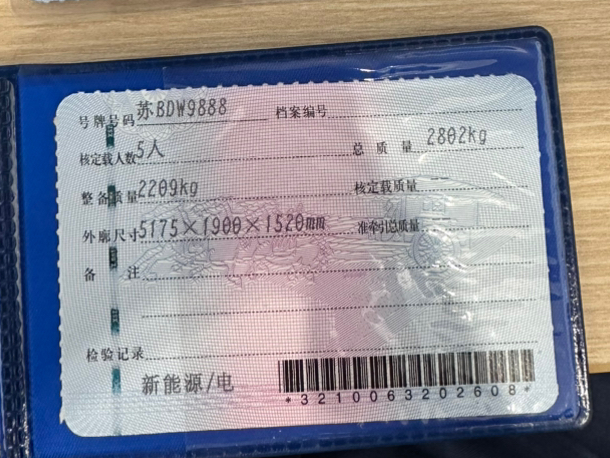 号牌号码 苏BDW9888 档案编号
核定载人数 5人 总质量 2802kg
整备质量 2209kg 核定载质量
外廓尺寸 5175×1900×1520mm 准牵引总质量
备注
检验记录
新能源/电
*3210063202608*